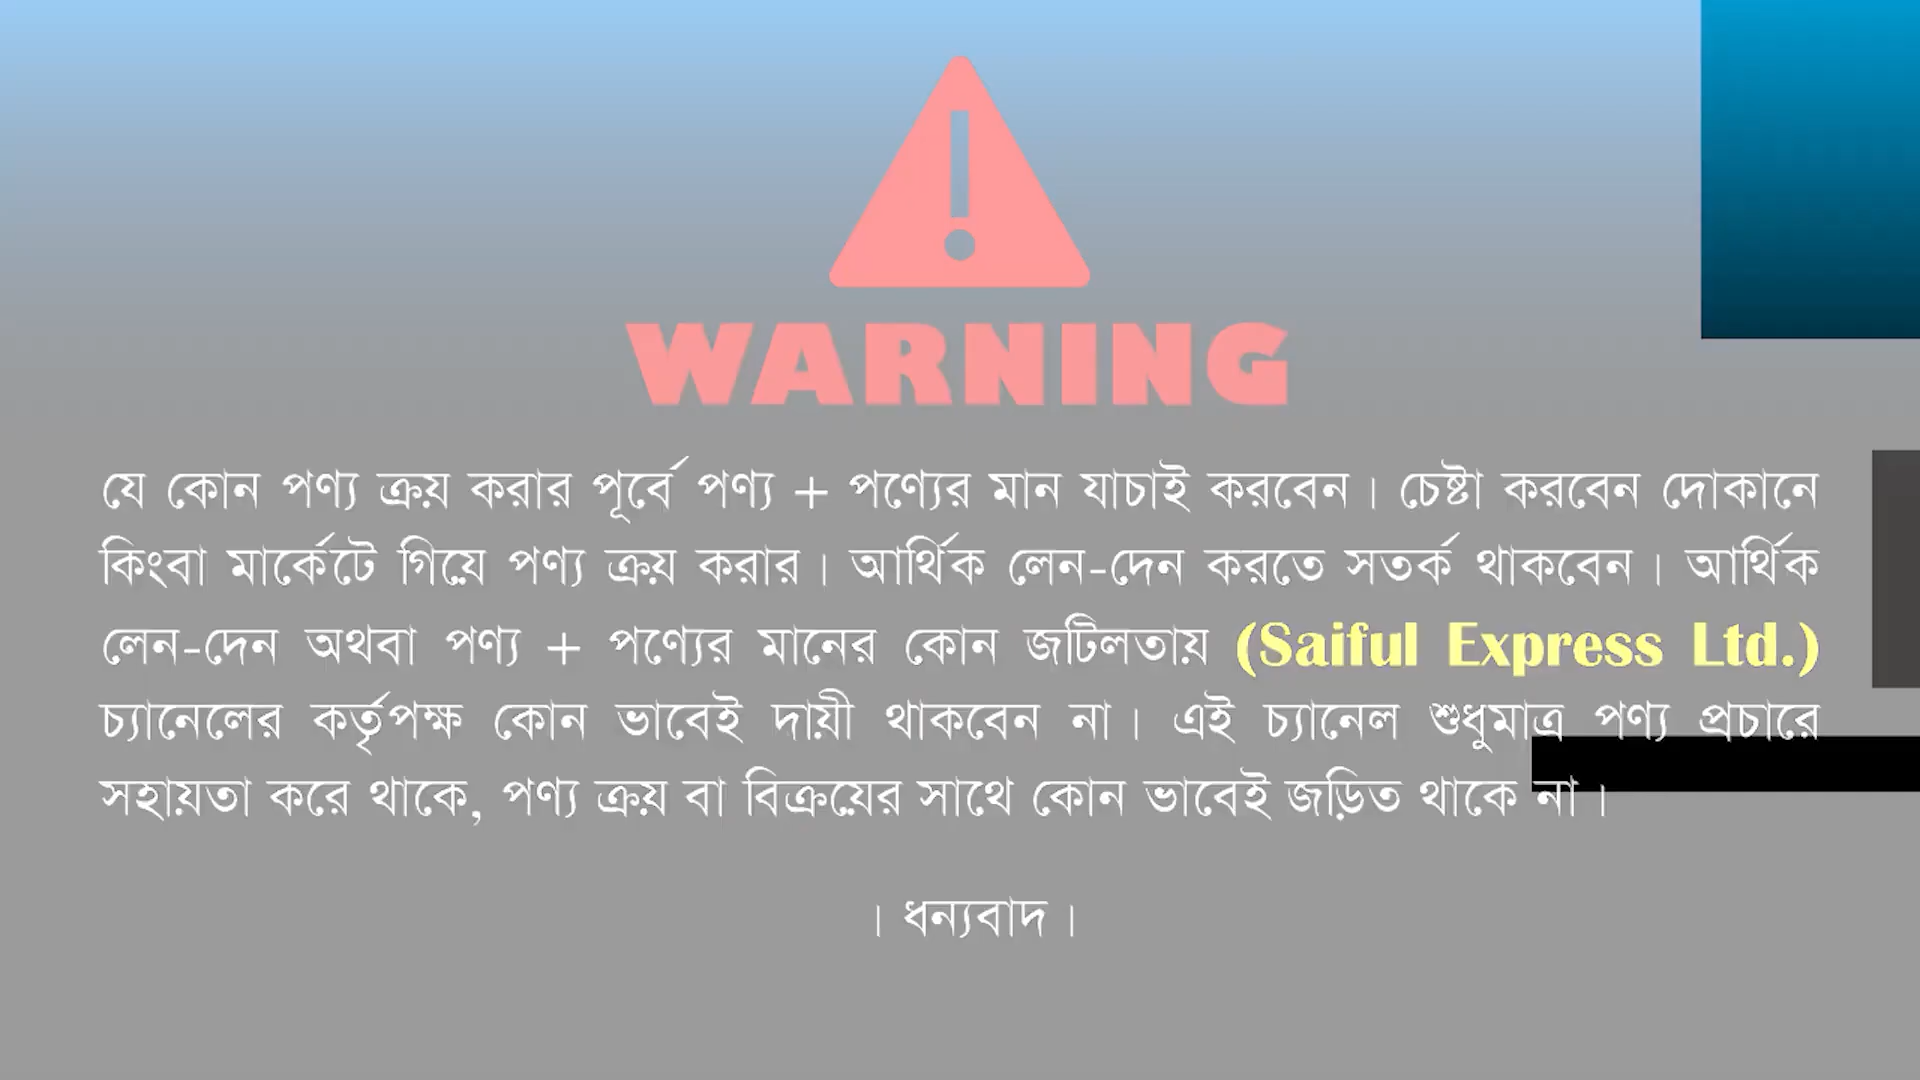 WARNING
যে কোন পণ্য ক্রয় করার পূর্বে পণ্য + পণ্যের মান যাচাই করবেন। চেষ্টা করবেন দোকানে
কিংবা মার্কেটে গিয়ে পণ্য ক্রয় করার। আর্থিক লেন-দেন করতে সতর্ক থাকবেন। আর্থিক
লেন-দেন অথবা পণ্য + পণ্যের মানের কোন জটিলতায় (Saiful Express Ltd.)
চ্যানেলের কর্তৃপক্ষ কোন ভাবেই দায়ী থাকবেন না। এই চ্যানেল শুধুমাত্র পণ্য প্রচারে
সহায়তা করে থাকে, পণ্য ক্রয় বা বিক্রয়ের সাথে কোন ভাবেই জড়িত থাকে না।
। ধন্যবাদ ।